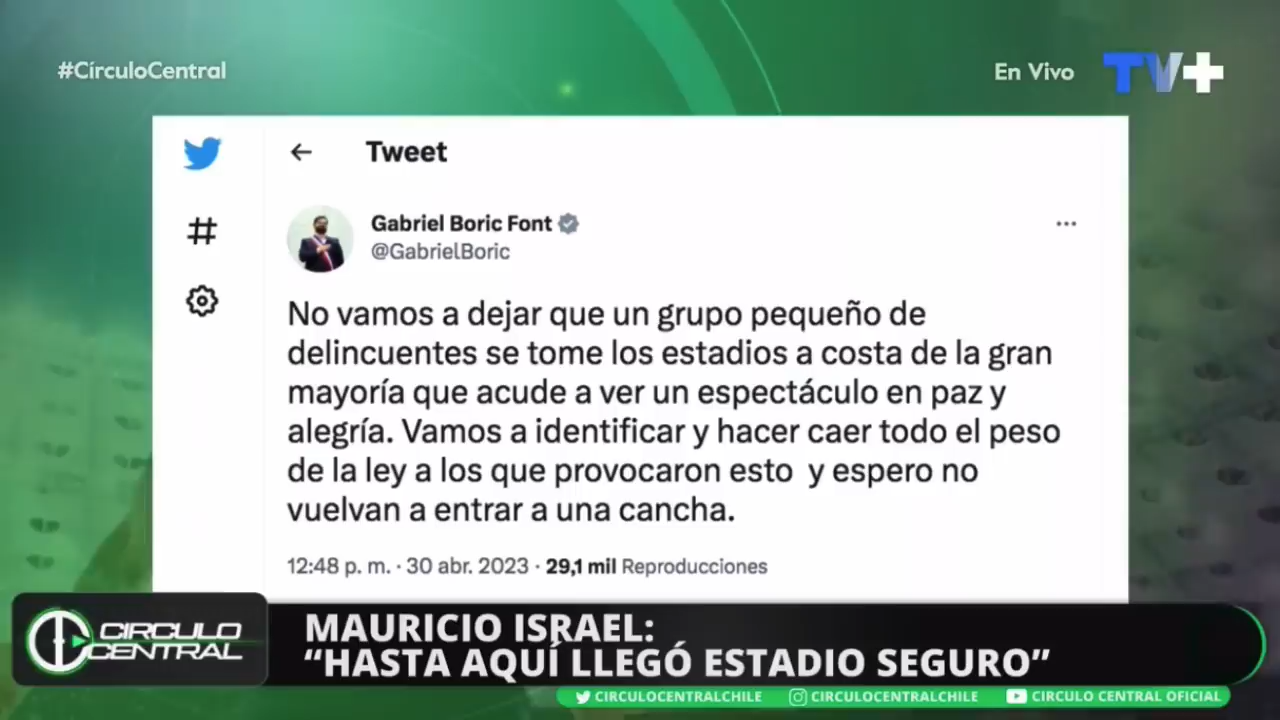 #CírculoCentral
En Vivo
TV+
Tweet
Gabriel Boric Font
@GabrielBoric
No vamos a dejar que un grupo pequeño de
delincuentes se tome los estadios a costa de la gran
mayoría que acude a ver un espectáculo en paz y
alegría. Vamos a identificar y hacer caer todo el peso
de la ley a los que provocaron esto  y espero no
vuelvan a entrar a una cancha.
12:48 p. m. · 30 abr. 2023 · 29,1 mil Reproducciones
CIRCULO
CENTRAL
MAURICIO ISRAEL:
“HASTA AQUÍ LLEGÓ ESTADIO SEGURO”
CIRCULOCENTRALCHILE
CIRCULOCENTRALCHILE
CIRCULO CENTRAL OFICIAL